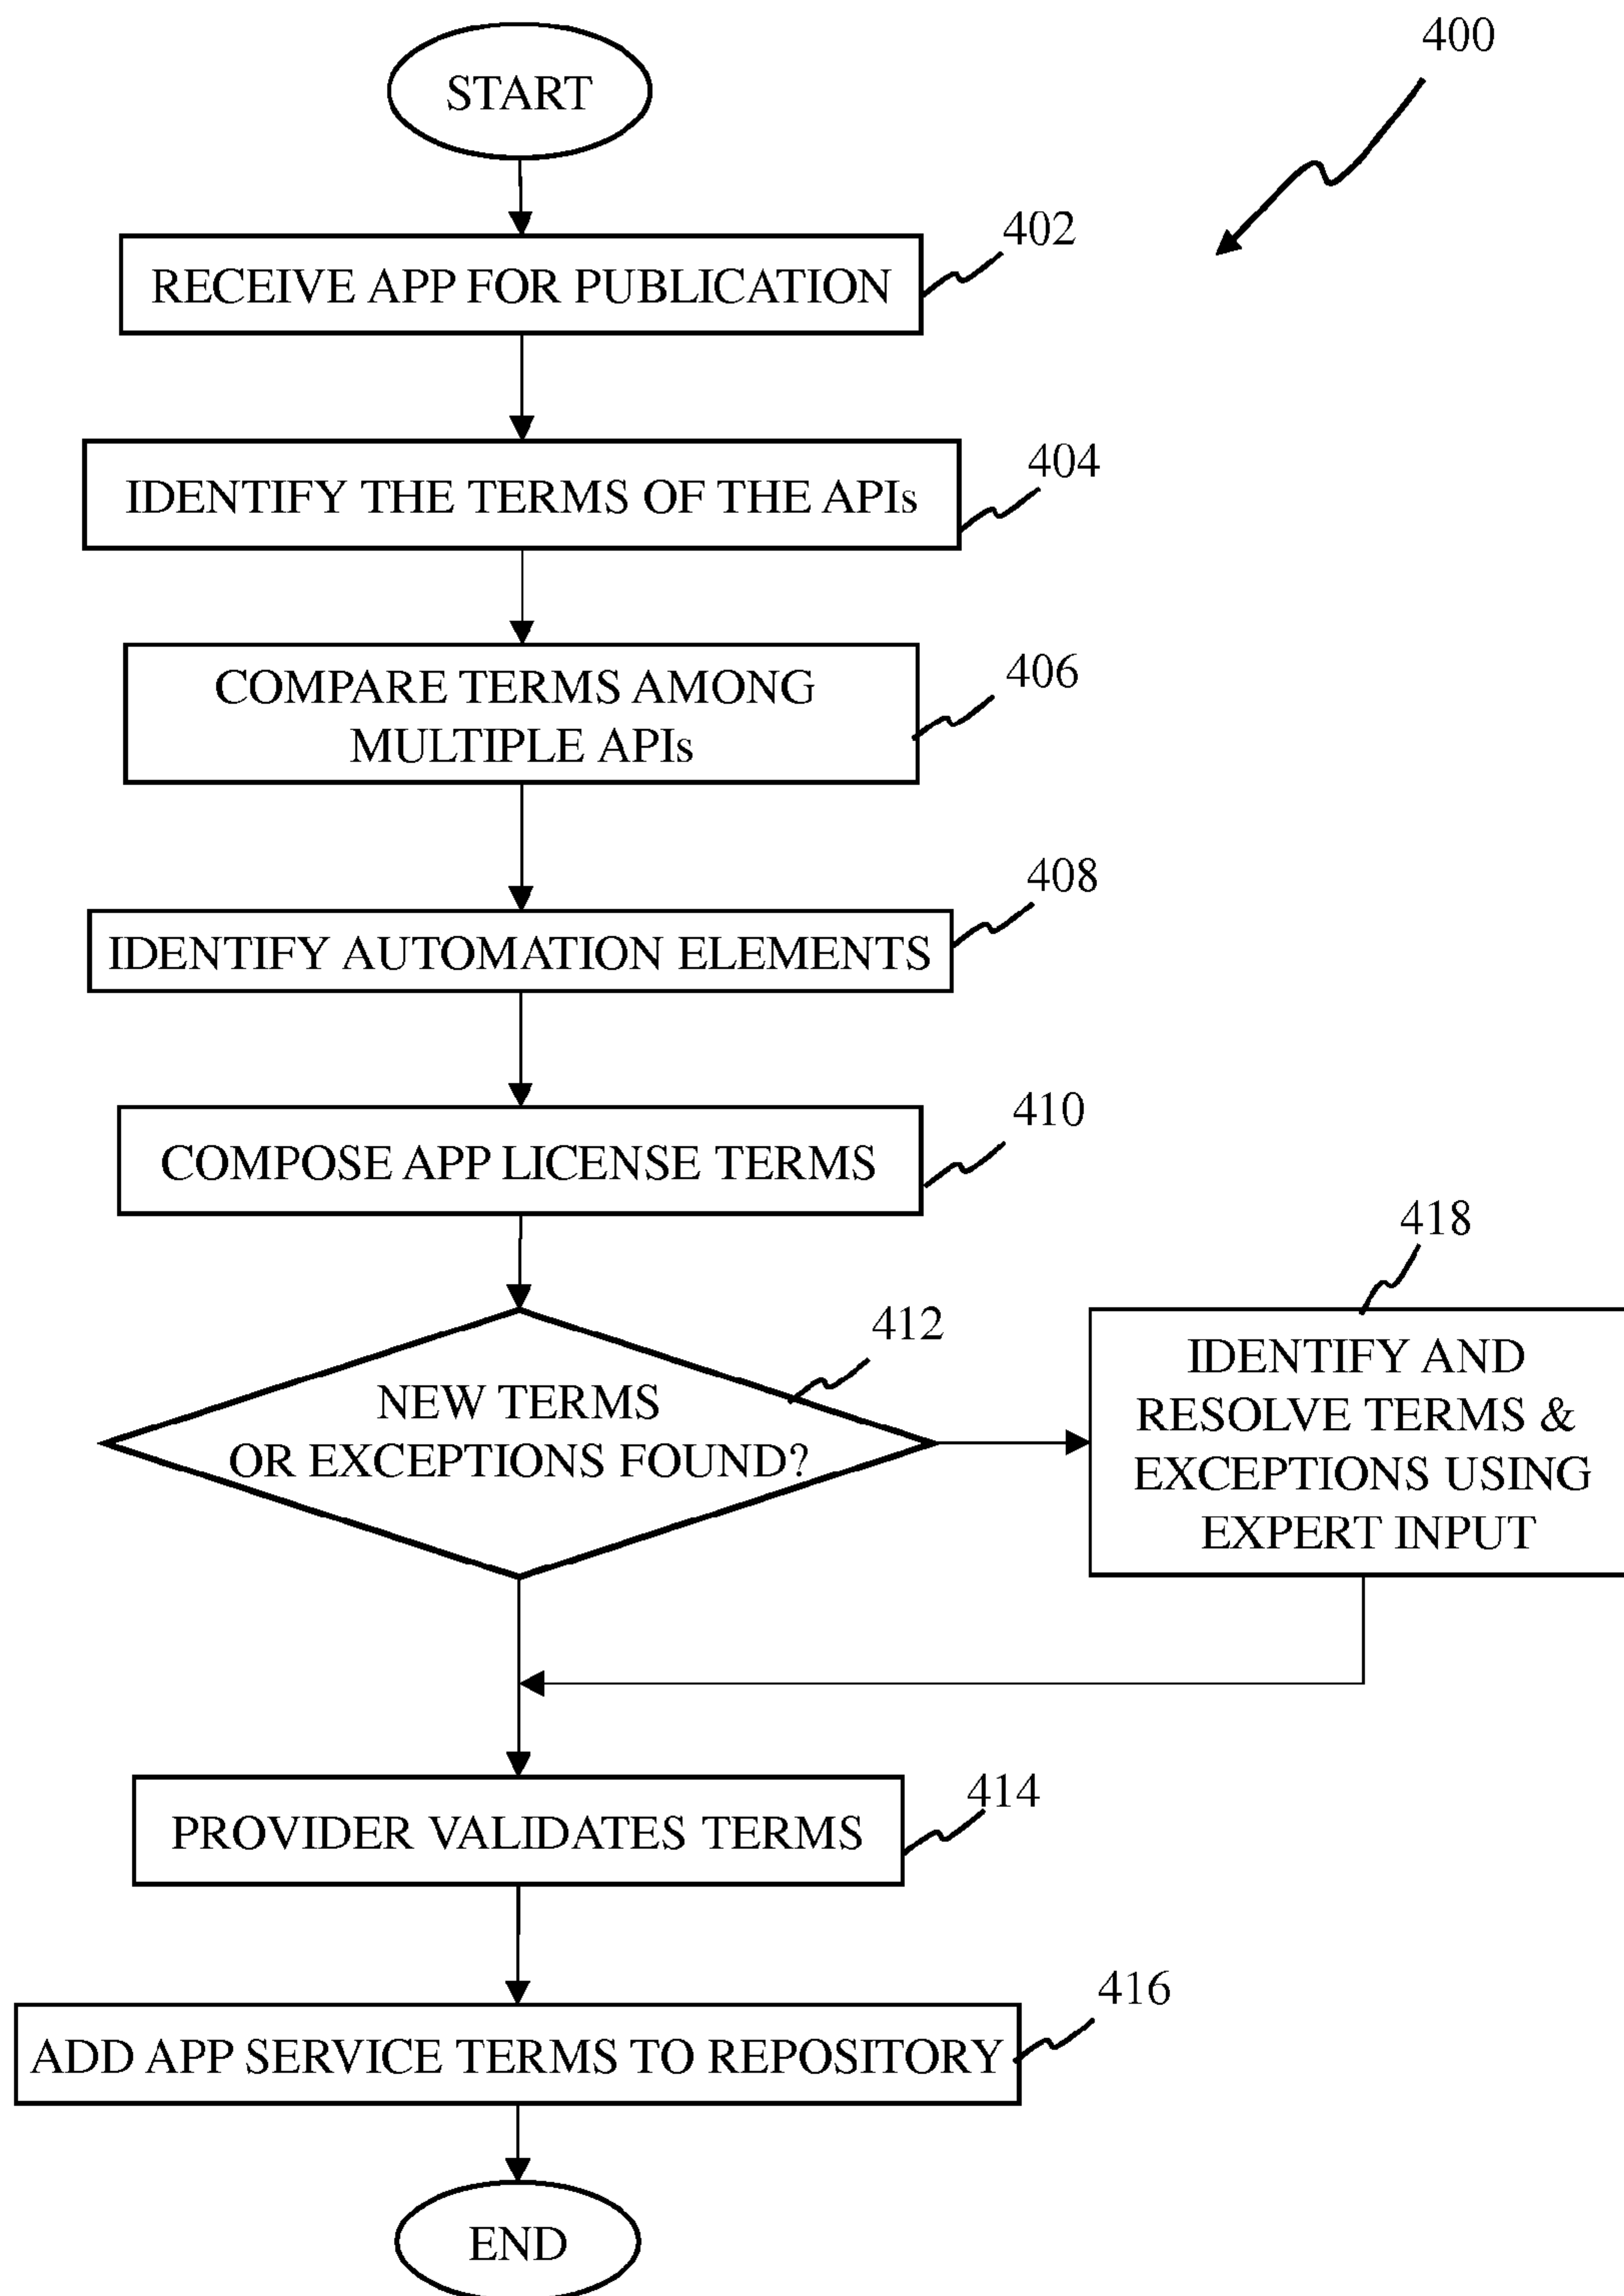 400
START
402
RECEIVE APP FOR PUBLICATION
404
IDENTIFY THE TERMS OF THE APIs
406
COMPARE TERMS AMONG
MULTIPLE APIs
408
IDENTIFY AUTOMATION ELEMENTS
410
COMPOSE APP LICENSE TERMS
412
NEW TERMS
OR EXCEPTIONS FOUND?
418
IDENTIFY AND
RESOLVE TERMS &
EXCEPTIONS USING
EXPERT INPUT
414
PROVIDER VALIDATES TERMS
416
ADD APP SERVICE TERMS TO REPOSITORY
END